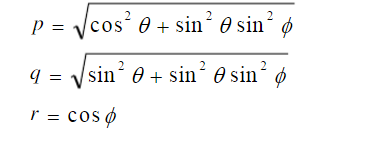 p = √(cos² θ + sin² θ sin² ϕ)
q = √(sin² θ + sin² θ sin² ϕ)
r = cos ϕ